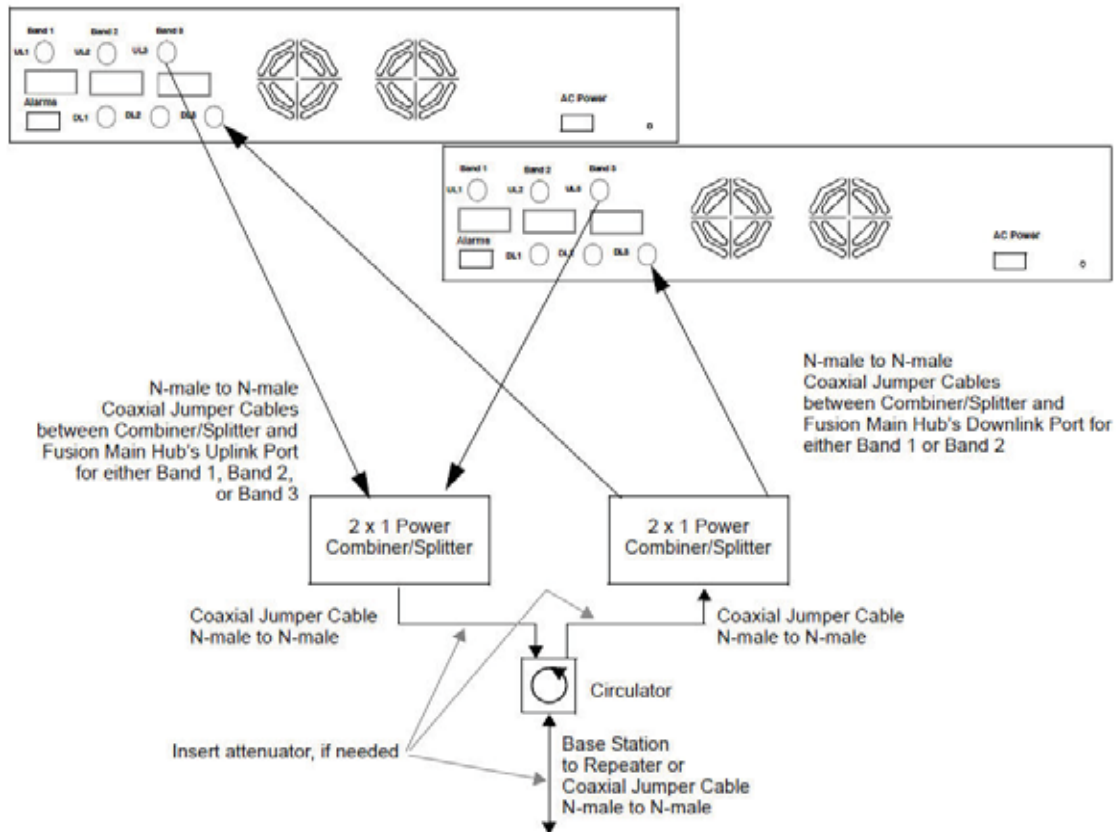 Band 1 Band 2 Band 3
UL1 UL2 UL3
Alarms DL1 DL2 DL3
AC Power
Band 1 Band 2 Band 3
UL1 UL2 UL3
Alarms DL1 DL3
AC Power
N-male to N-male
Coaxial Jumper Cables
between Combiner/Splitter and
Fusion Main Hub's Uplink Port
for either Band 1, Band 2,
or Band 3
N-male to N-male
Coaxial Jumper Cables
between Combiner/Splitter and
Fusion Main Hub's Downlink Port for
either Band 1 or Band 2
2 x 1 Power
Combiner/Splitter
2 x 1 Power
Combiner/Splitter
Coaxial Jumper Cable
N-male to N-male
Coaxial Jumper Cable
N-male to N-male
Circulator
Insert attenuator, if needed
Base Station
to Repeater or
Coaxial Jumper Cable
N-male to N-male